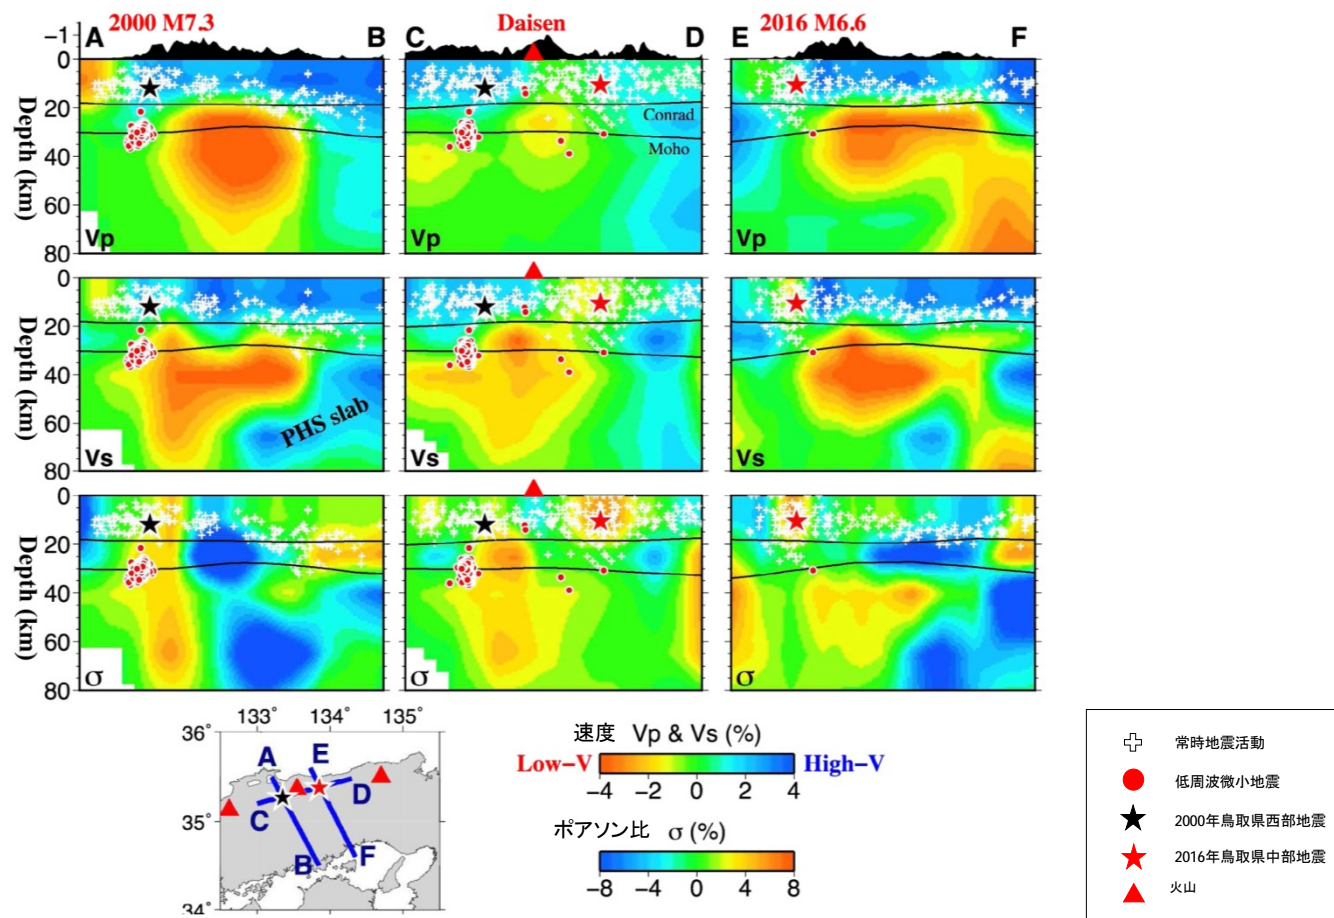 2000 M7.3
Daisen
2016 M6.6
A B C D E F
−1
0
20
40
60
80
Depth (km)
Vp
Vp
Conrad
Moho
Vp
0
20
40
60
80
Depth (km)
Vs
PHS slab
Vs
Vs
0
20
40
60
80
Depth (km)
σ
σ
σ
133˚ 134˚ 135˚
36˚
35˚
34˚
A
E
D
C
B
F
速度 Vp & Vs (%)
Low−V High−V
−4 −2 0 2 4
ポアソン比 σ (%)
−8 −4 0 4 8
常時地震活動
低周波微小地震
2000年鳥取県西部地震
2016年鳥取県中部地震
火山